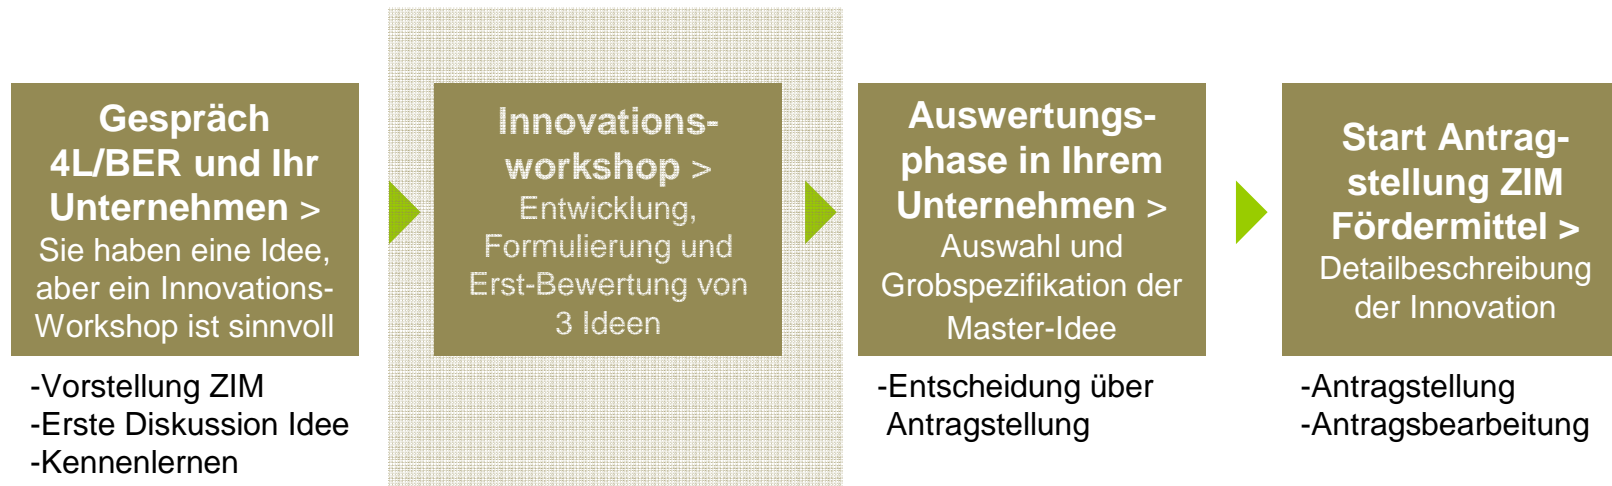 Gespräch
4L/BER und Ihr
Unternehmen >
Sie haben eine Idee,
aber ein Innovations-
Workshop ist sinnvoll
-Vorstellung ZIM
-Erste Diskussion Idee
-Kennenlernen
Innovations-
workshop >
Entwicklung,
Formulierung und
Erst-Bewertung von
3 Ideen
Auswertungs-
phase in Ihrem
Unternehmen >
Auswahl und
Grobspezifikation der
Master-Idee
-Entscheidung über
Antragstellung
Start Antrag-
stellung ZIM
Fördermittel >
Detailbeschreibung
der Innovation
-Antragstellung
-Antragsbearbeitung